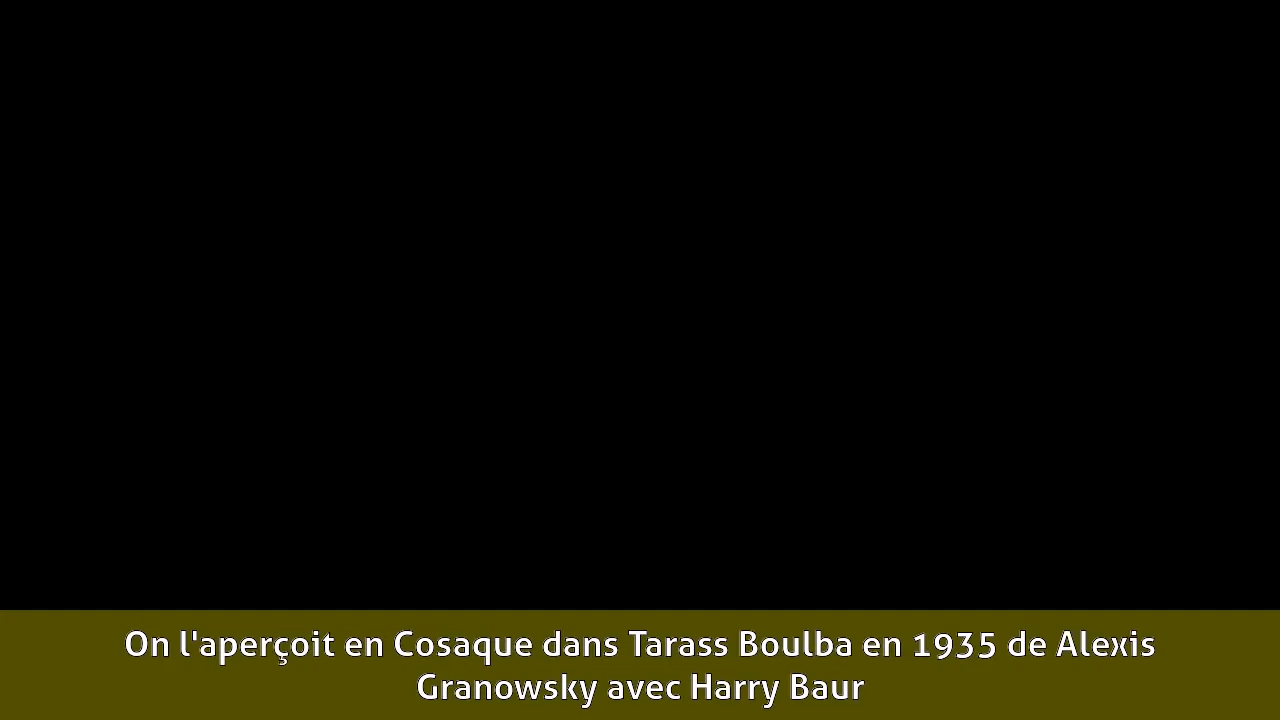 On l'aperçoit en Cosaque dans Tarass Boulba en 1935 de Alexis
Granowsky avec Harry Baur